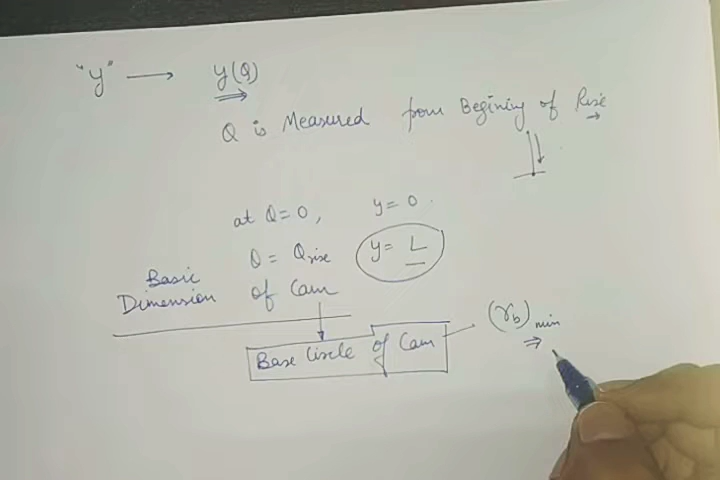 "y" → y(Q)
Q is Measured from Begining of Rise
at Q=0, y=0.
Q = Qrise y= L
Basic Dimension of Cam
Base Circle of Cam (rb)min